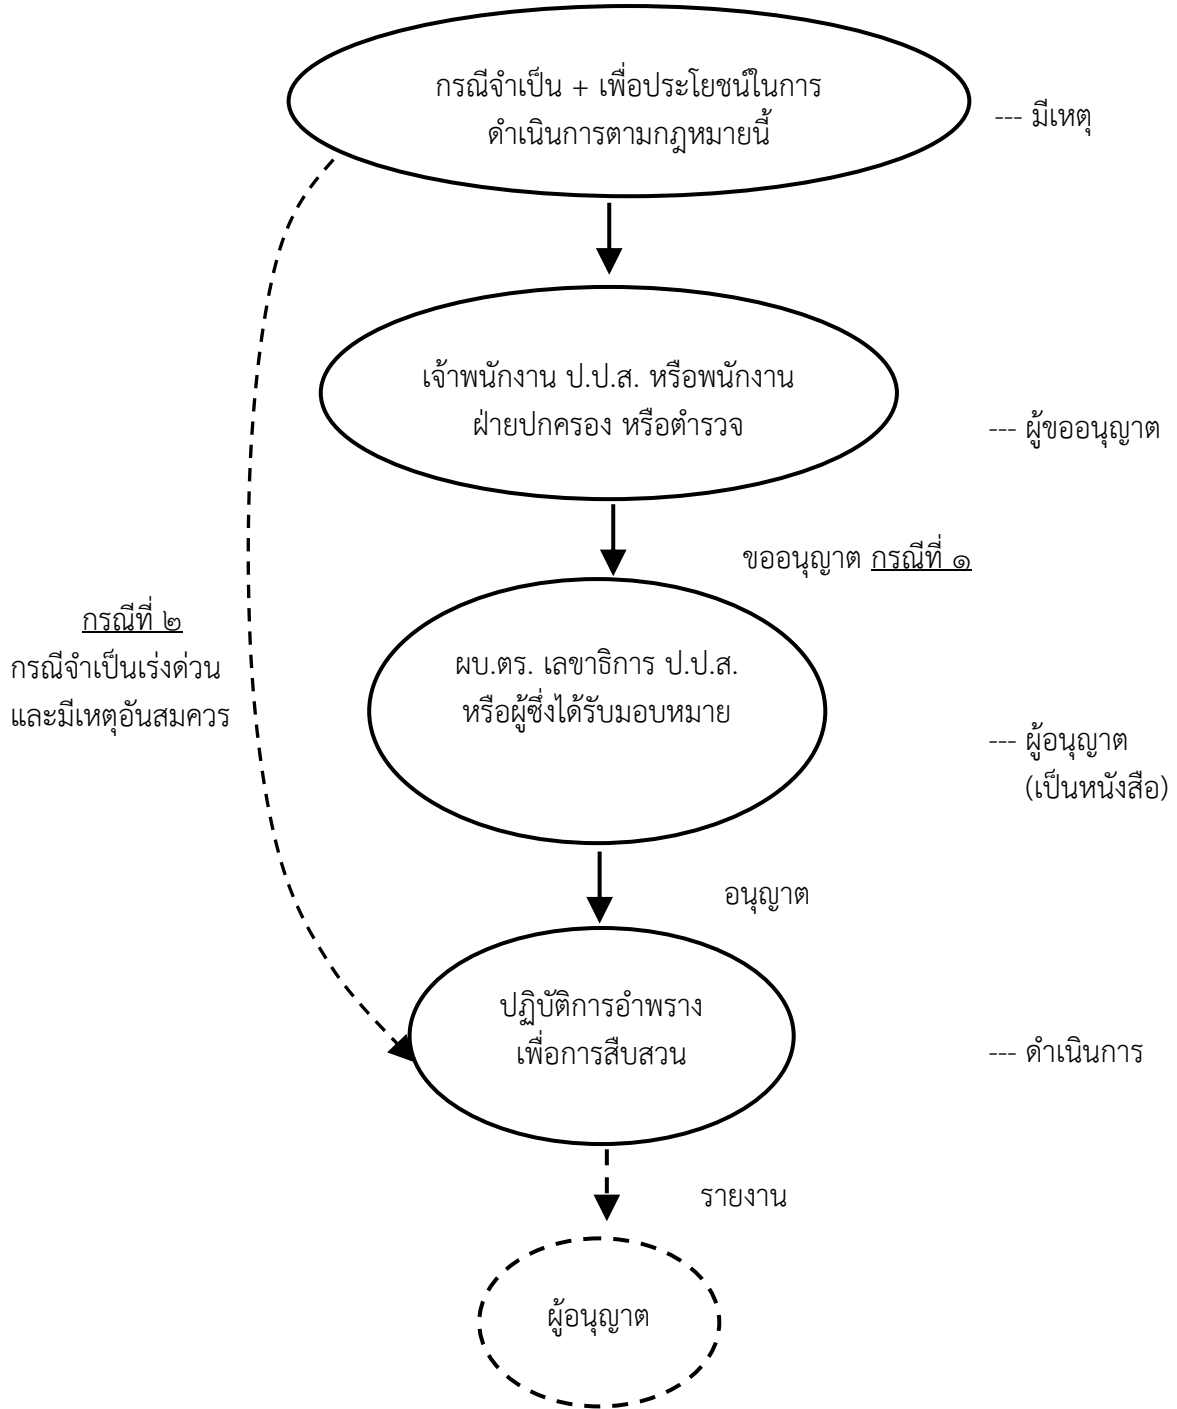 กรณีจำเป็น + เพื่อประโยชน์ในการ
ดำเนินการตามกฎหมายนี้
--- มีเหตุ
เจ้าพนักงาน ป.ป.ส. หรือพนักงาน
ฝ่ายปกครอง หรือตำรวจ
--- ผู้ขออนุญาต
ขออนุญาต กรณีที่ ๑
กรณีที่ ๒
กรณีจำเป็นเร่งด่วน
และมีเหตุอันสมควร
ผบ.ตร. เลขาธิการ ป.ป.ส.
หรือผู้ซึ่งได้รับมอบหมาย
--- ผู้อนุญาต
(เป็นหนังสือ)
อนุญาต
ปฏิบัติการอำพราง
เพื่อการสืบสวน
--- ดำเนินการ
รายงาน
ผู้อนุญาต